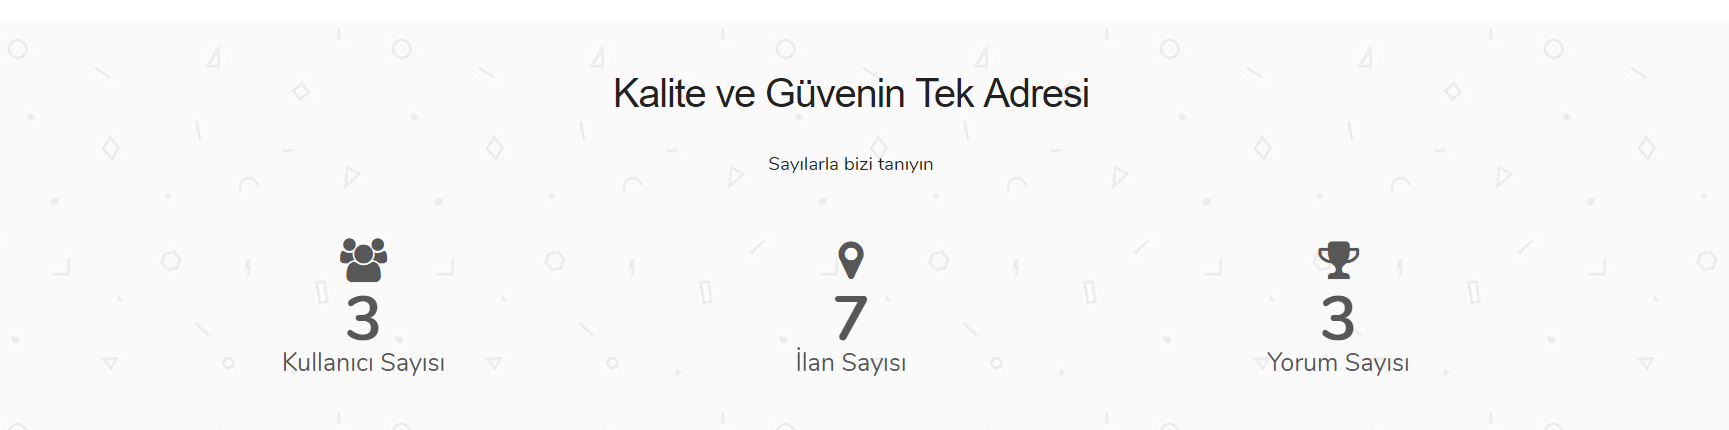 Kalite ve Güvenin Tek Adresi
Sayılarla bizi tanıyın
3 7 3
Kullanıcı Sayısı İlan Sayısı Yorum Sayısı